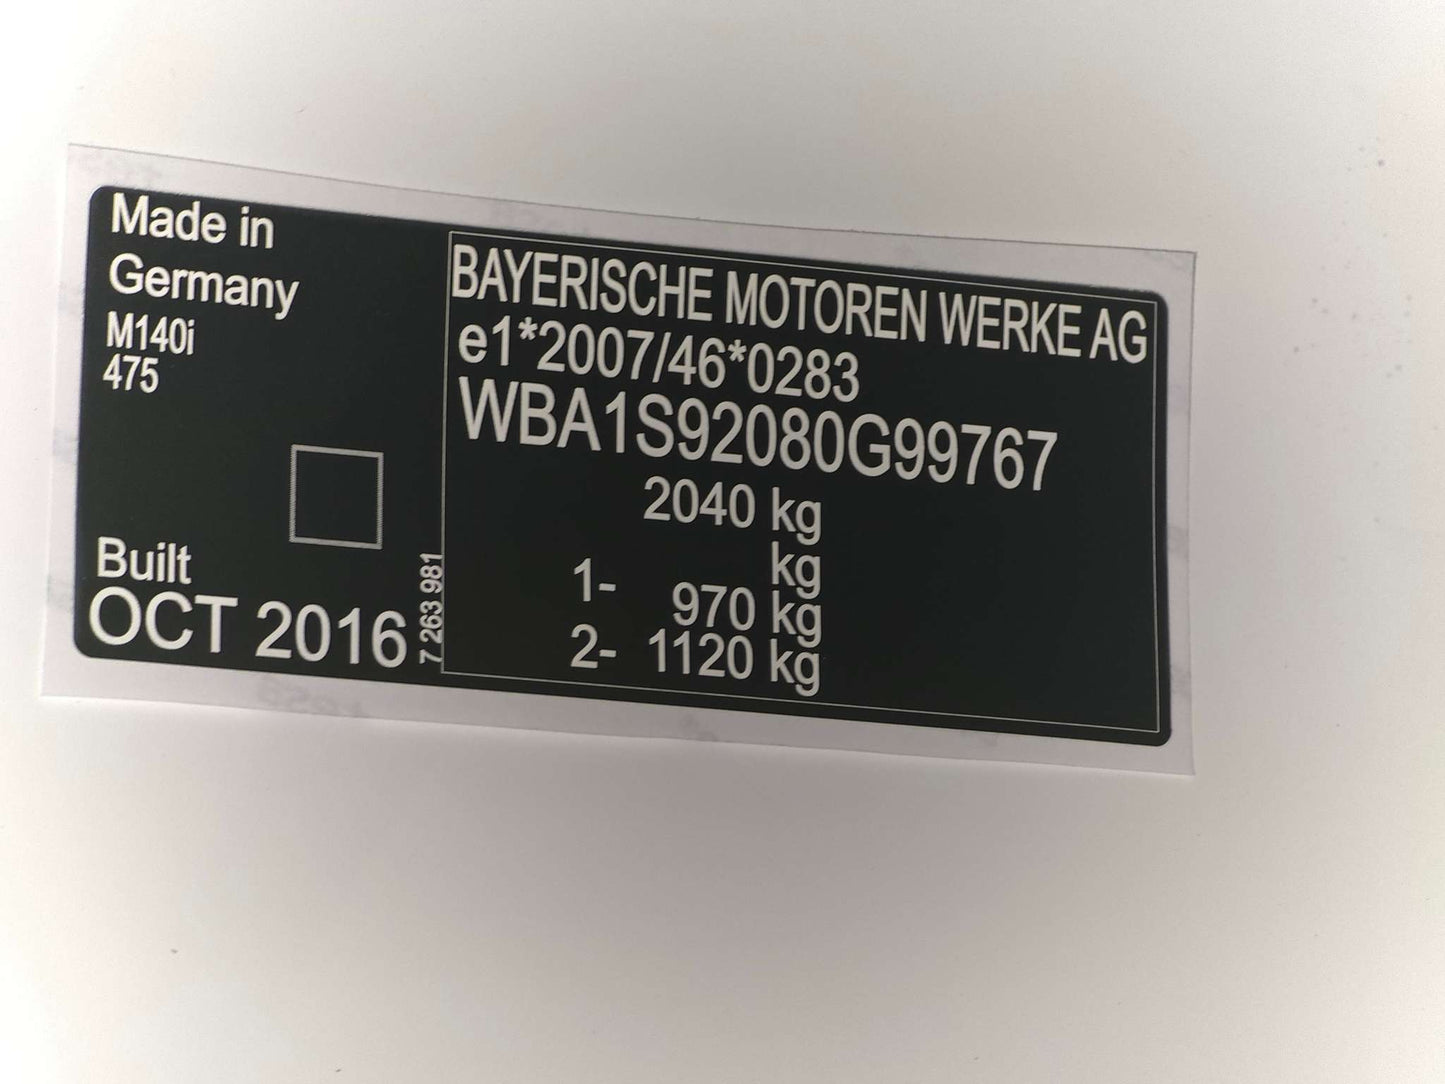 Made in
Germany
M140i
475
Built
OCT 2016
7 263 981
BAYERISCHE MOTOREN WERKE AG
e1*2007/46*0283
WBA1S92080G99767
2040 kg
kg
1- 970 kg
2- 1120 kg